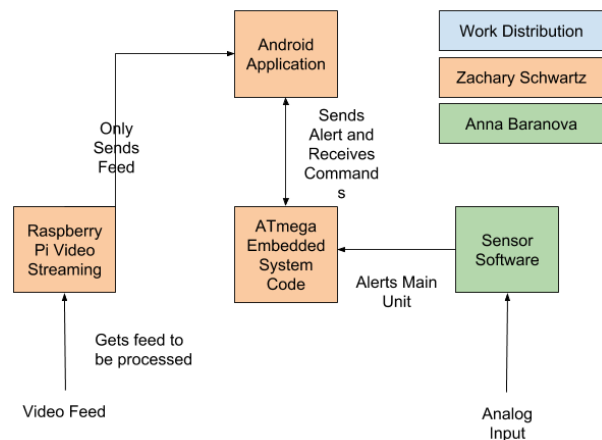 Android
Application
Work Distribution
Zachary Schwartz
Anna Baranova
Only
Sends
Feed
Sends
Alert and
Receives
Command
s
Raspberry
Pi Video
Streaming
ATmega
Embedded
System
Code
Sensor
Software
Alerts Main
Unit
Gets feed to
be processed
Video Feed
Analog
Input